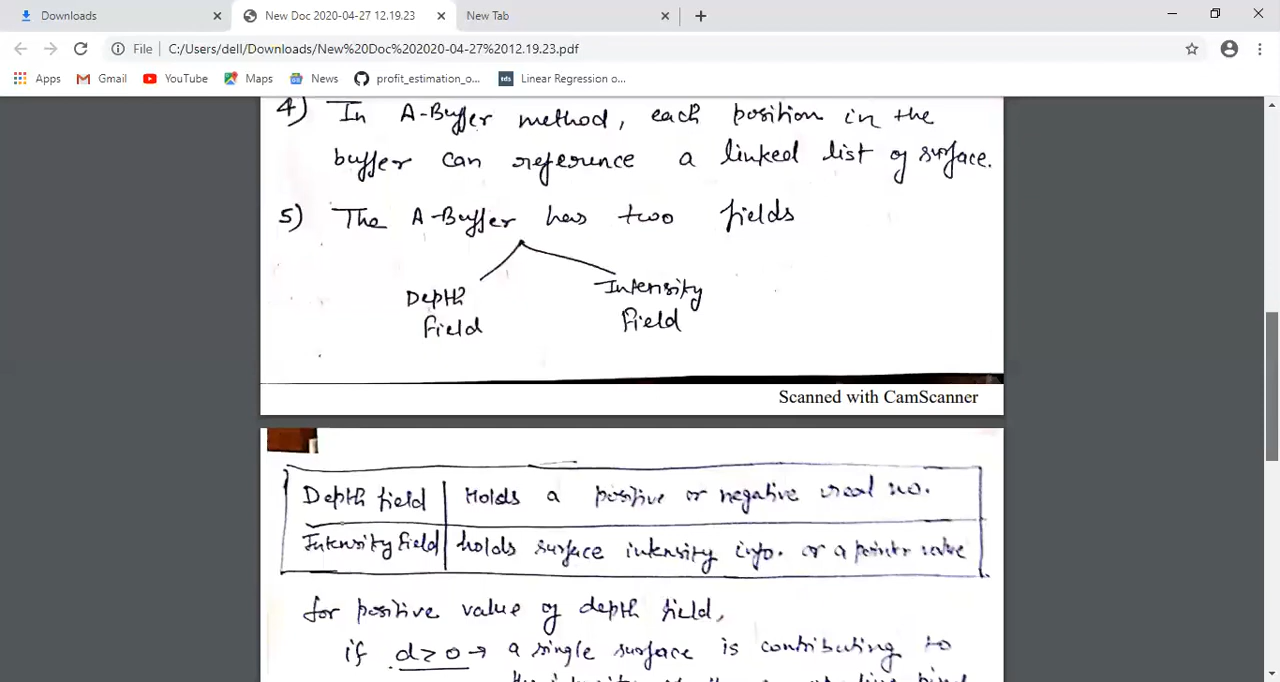 Downloads
New Doc 2020-04-27 12.19.23
New Tab
File | C:/Users/dell/Downloads/New%20Doc%202020-04-27%2012.19.23.pdf
Apps Gmail YouTube Maps News profit_estimation_o... Linear Regression o...
4) In A-Buffer method, each position in the
buffer can reference a linked list of surface.
5) The A-Buffer has two fields
Depth Intensity
field field
Scanned with CamScanner
Depth field Holds a positive or negative real no.
Intensity field holds surface intensity info. or a pointer value
for positive value of depth field,
if d≥0 → a single surface is contributing to